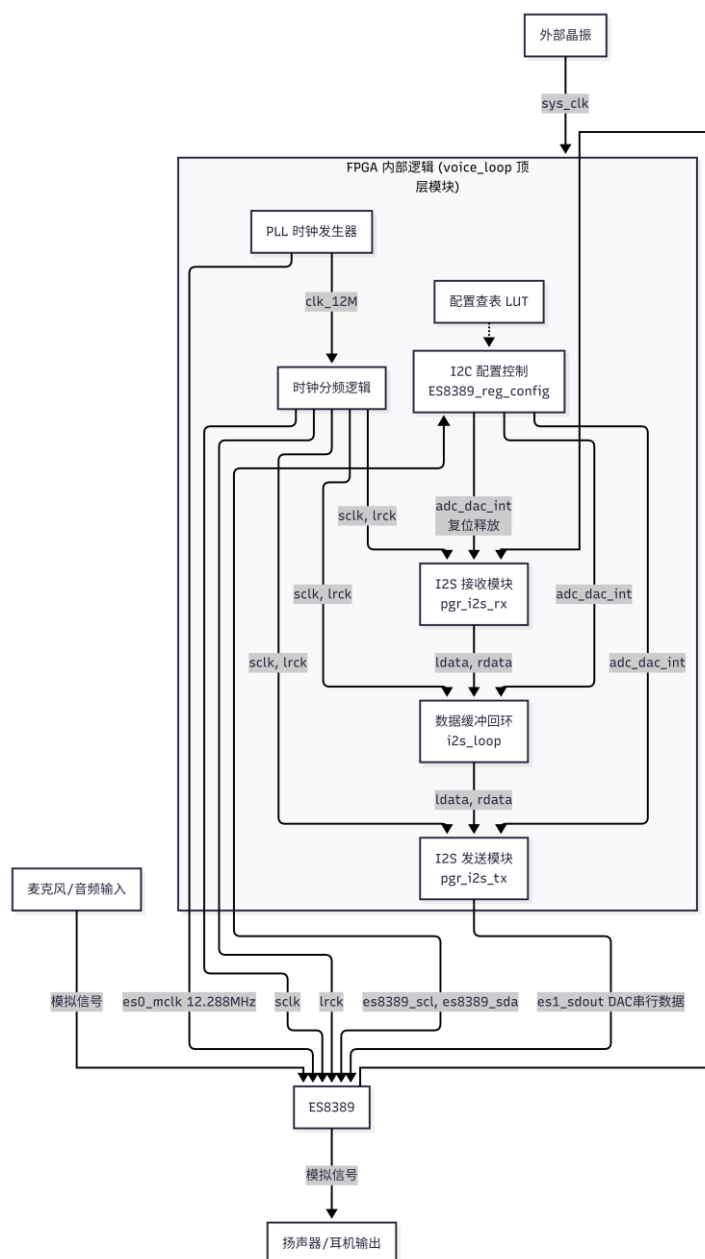 外部晶振
sys_clk
FPGA 内部逻辑 (voice_loop 顶
层模块)
PLL 时钟发生器
clk_12M
配置查表 LUT
时钟分频逻辑
I2C 配置控制
ES8389_reg_config
sclk, lrck
adc_dac_int
复位释放
I2S 接收模块
pgr_i2s_rx
sclk, lrck
adc_dac_int
sclk, lrck
ldata, rdata
adc_dac_int
数据缓冲回环
i2s_loop
ldata, rdata
I2S 发送模块
pgr_i2s_tx
麦克风/音频输入
模拟信号
es0_mclk 12.288MHz
sclk
lrck
es8389_scl, es8389_sda
es1_sdout DAC串行数据
ES8389
模拟信号
扬声器/耳机输出